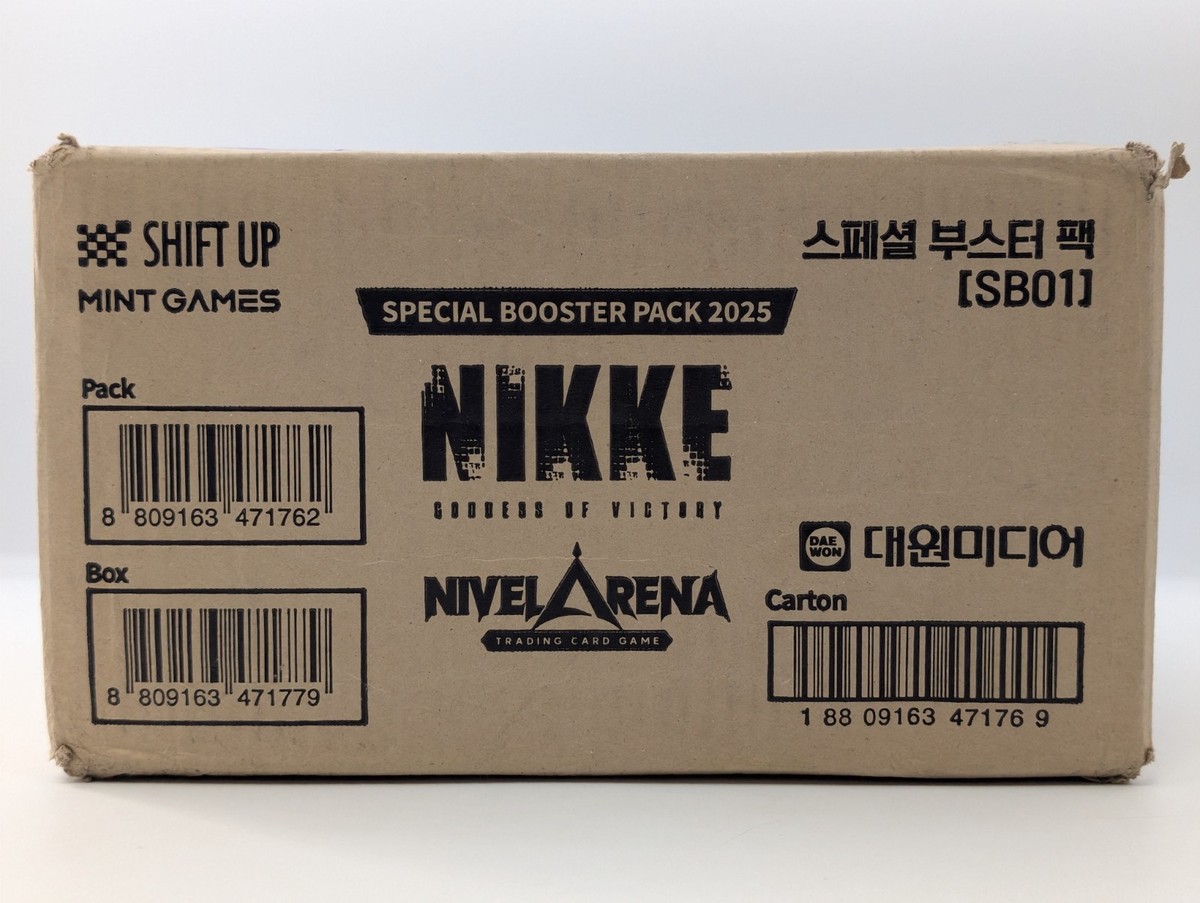 SHIFT UP
MINT GAMES
스페셜 부스터 팩
[SB01]
SPECIAL BOOSTER PACK 2025
NIKKE
GODDESS OF VICTORY
NIVEL ARENA
TRADING CARD GAME
Pack
8 809163 471762
Box
8 809163 471779
DAE
WON
대원미디어
Carton
1 88 09163 47176 9